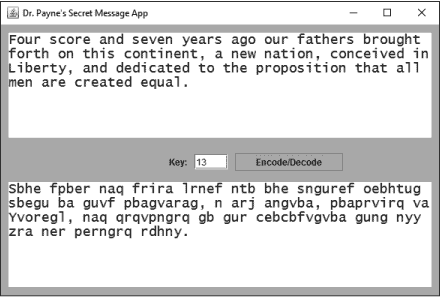 Dr. Payne's Secret Message App
Four score and seven years ago our fathers brought
forth on this continent, a new nation, conceived in
Liberty, and dedicated to the proposition that all
men are created equal.
Key: 13 Encode/Decode
Sbhe fpber naq frira lrnef ntb bhe snguref oebhtug
sbegu ba guvf pbagvarag, n arj angvba, pbaprvirq va
Yvoregl, naq qrqvpngrq gb gur cebcbfvgvba gung nyy
zra ner perngrq rdhny.